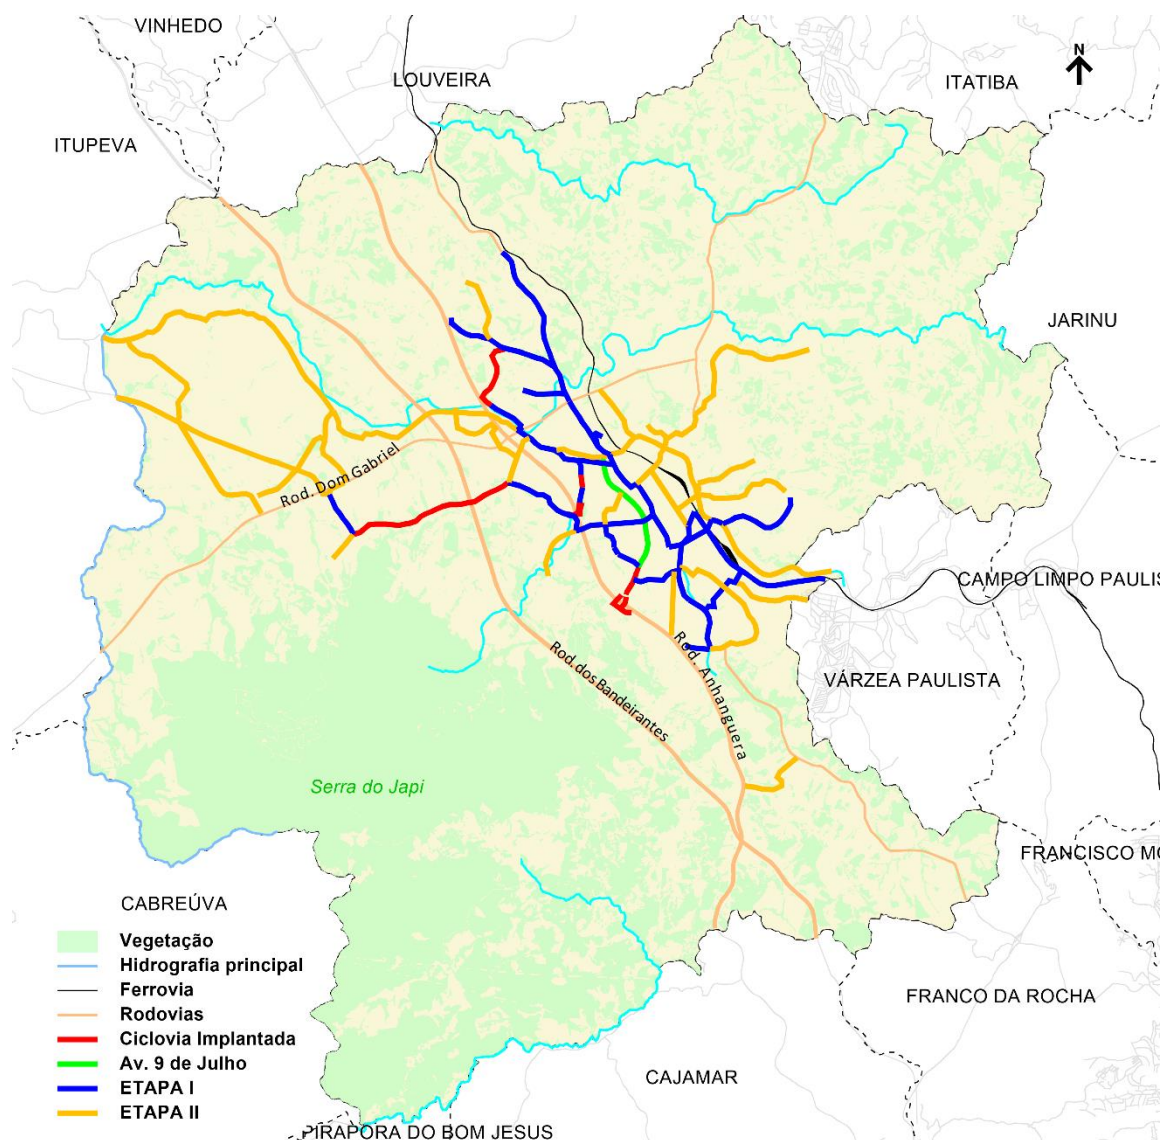 VINHEDO
LOUVEIRA
N
ITATIBA
ITUPEVA
JARINU
Rod. Dom Gabriel
CAMPO LIMPO PAULIS
Rod. dos Bandeirantes
Rod. Anhanguera
VÁRZEA PAULISTA
Serra do Japi
FRANCISCO MO
CABREÚVA
Vegetação
Hidrografia principal
Ferrovia
Rodovias
Ciclovia Implantada
Av. 9 de Julho
ETAPA I
ETAPA II
FRANCO DA ROCHA
CAJAMAR
PIRAPORA DO BOM JESUS